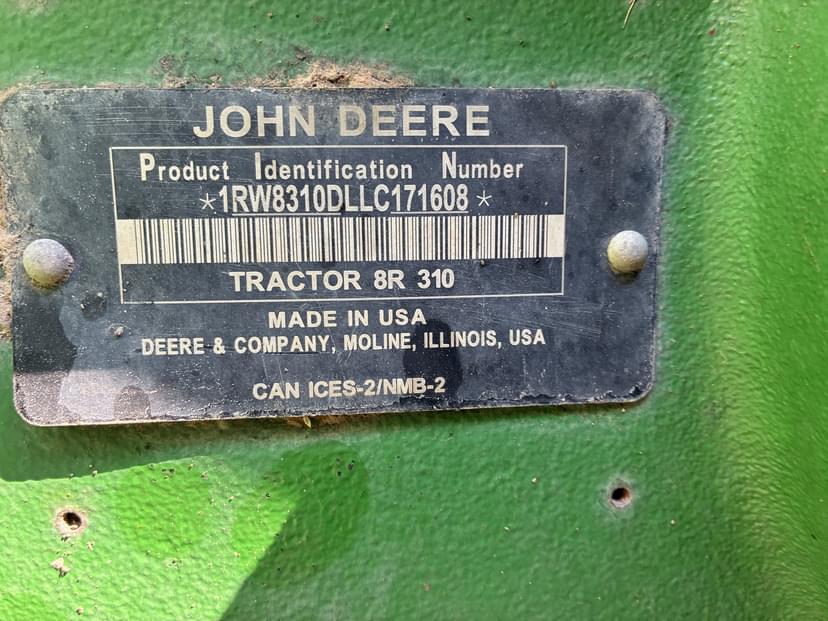 JOHN DEERE
Product Identification Number
*1RW8310DLLC171608*
TRACTOR 8R 310
MADE IN USA
DEERE & COMPANY, MOLINE, ILLINOIS, USA
CAN ICES-2/NMB-2